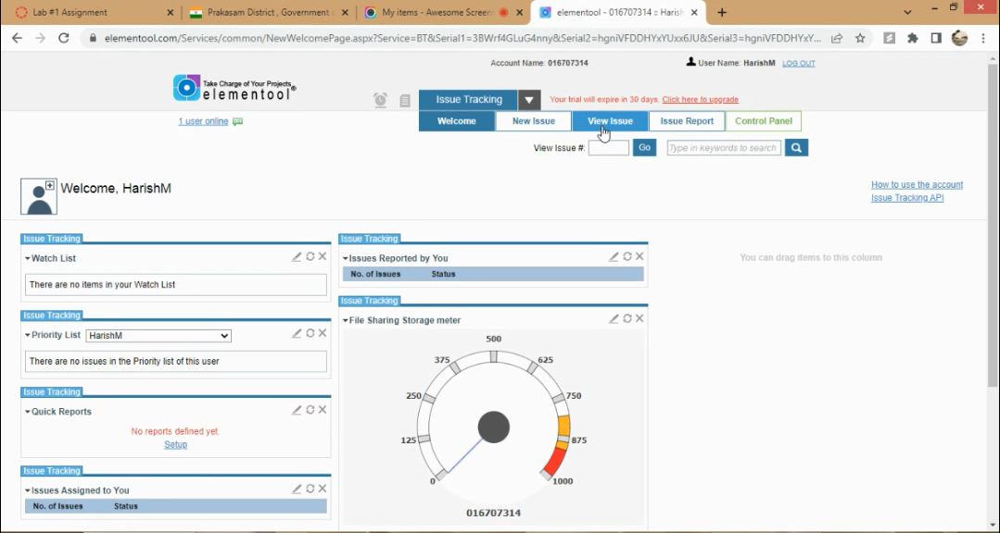 Lab #1 Assignment
Prakasam District , Government o
My items - Awesome Screen
elementool - 016707314 :: Harish
elementool.com/Services/common/NewWelcomePage.aspx?Service=BT&Serial1=3BWrf4GLuG4nny&Serial2=hgniVFDDHYxYUxx6JU&Serial3=hgniVFDDHYxY...
Account Name: 016707314
User Name: HarishM LOG OUT
Take Charge of Your Projects
elementool®
Issue Tracking
Your trial will expire in 30 days. Click here to upgrade
1 user online
Welcome
New Issue
View Issue
Issue Report
Control Panel
View Issue #:
Go
Type in keywords to search
Welcome, HarishM
How to use the account
Issue Tracking API
Issue Tracking
Watch List
There are no items in your Watch List
Issue Tracking
Priority List HarishM
There are no issues in the Priority list of this user
Issue Tracking
Quick Reports
No reports defined yet.
Setup
Issue Tracking
Issues Assigned to You
No. of Issues Status
Issue Tracking
Issues Reported by You
No. of Issues Status
Issue Tracking
File Sharing Storage meter
500
375
625
250
750
125
875
0
1000
016707314
You can drag items to this column